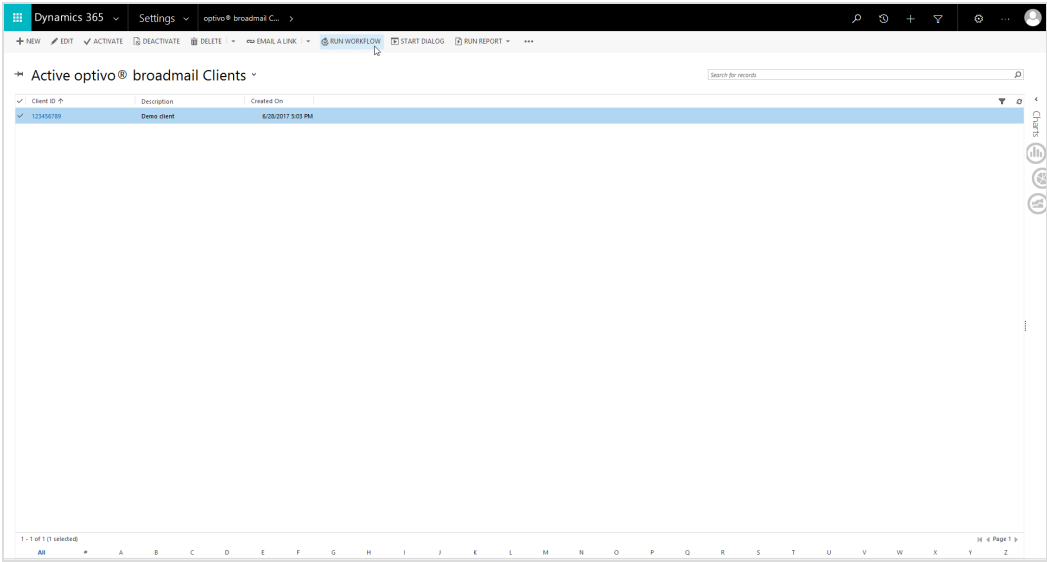 Dynamics 365 Settings optivo® broadmail C...
NEW EDIT ACTIVATE DEACTIVATE DELETE EMAIL A LINK RUN WORKFLOW START DIALOG RUN REPORT
Active optivo® broadmail Clients
Search for records
Client ID Description Created On
123456789 Demo client 6/28/2017 5:03 PM
Charts
1 - 1 of 1 (1 selected)
Page 1
All # A B C D E F G H I J K L M N O P Q R S T U V W X Y Z